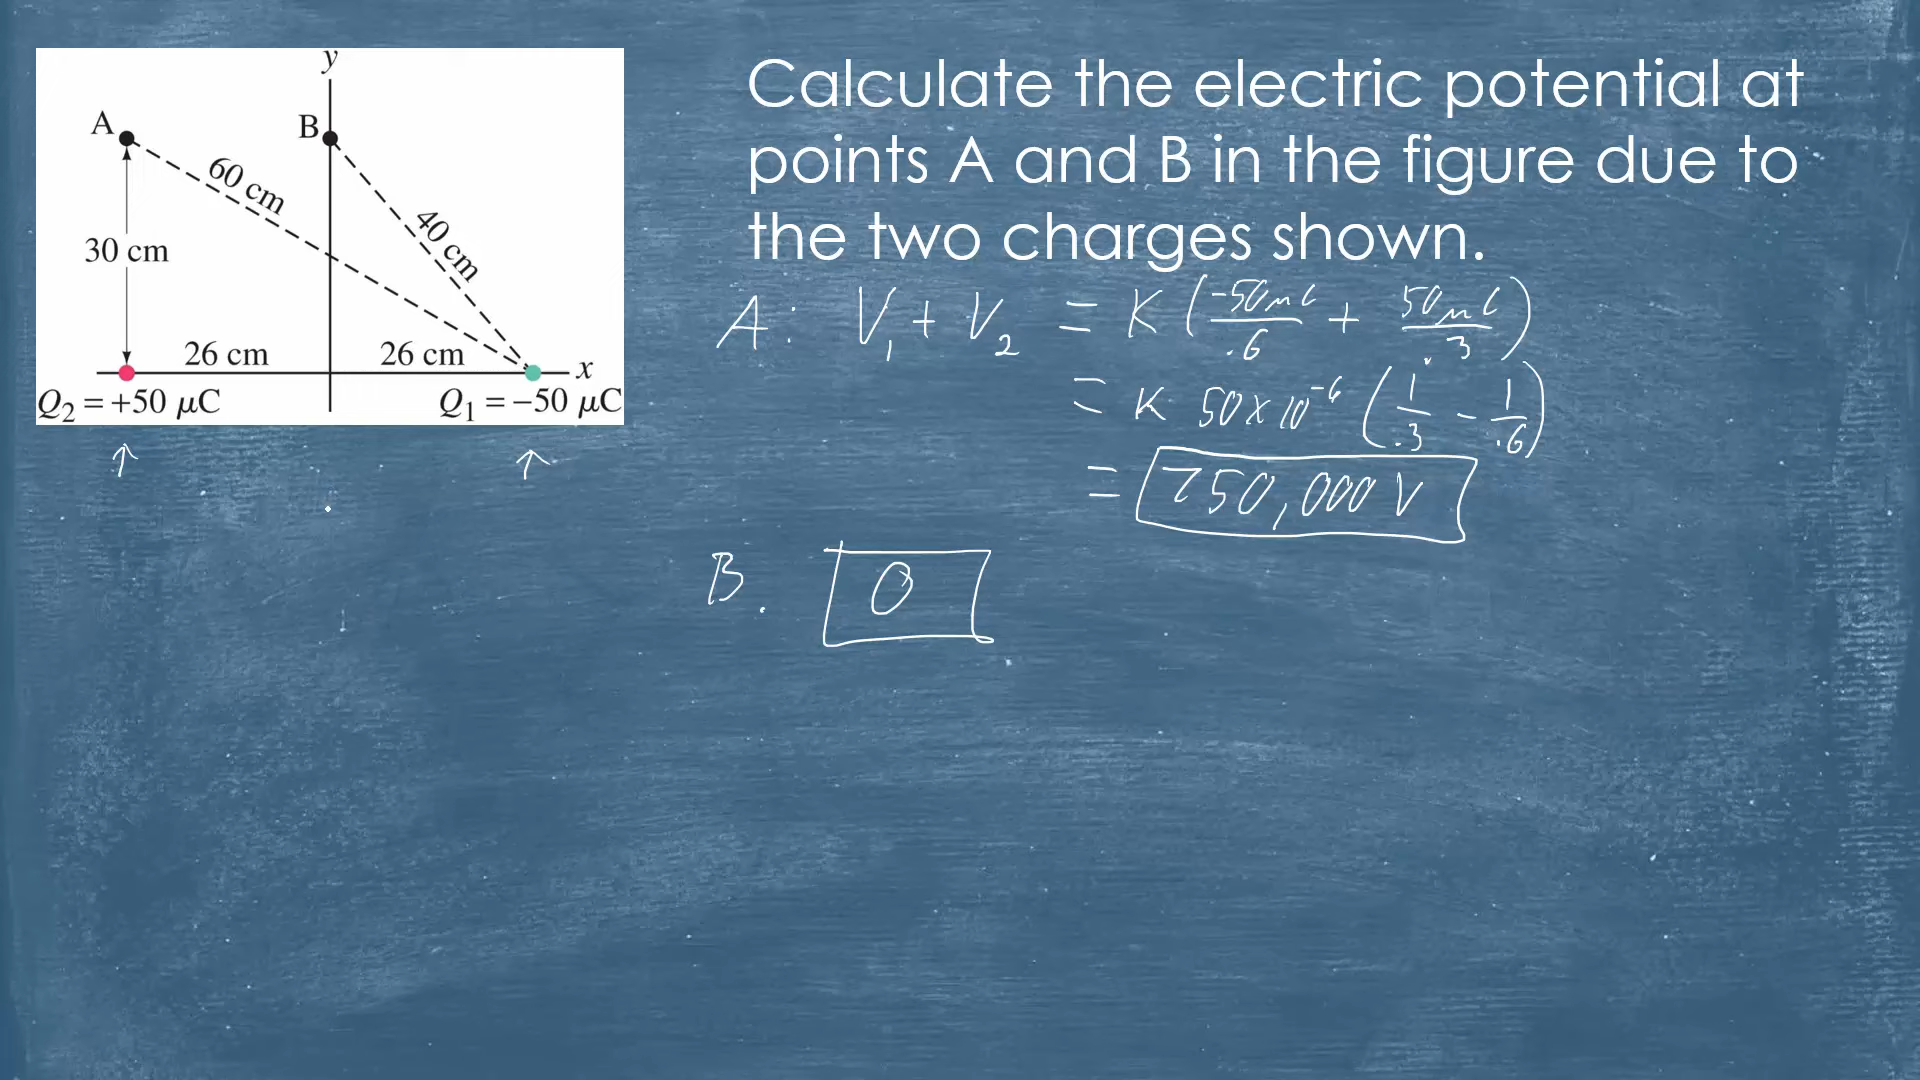 y
A
B
60 cm
40 cm
30 cm
26 cm 26 cm x
Q₂ = +50 μC Q₁ = −50 μC
Calculate the electric potential at
points A and B in the figure due to
the two charges shown.
A: V₁ + V₂ = K (-50μC/.6 + 50μC/.3)
= K 50 x 10⁻⁶ (1/.3 - 1/.6)
= 750,000 V
B. 0